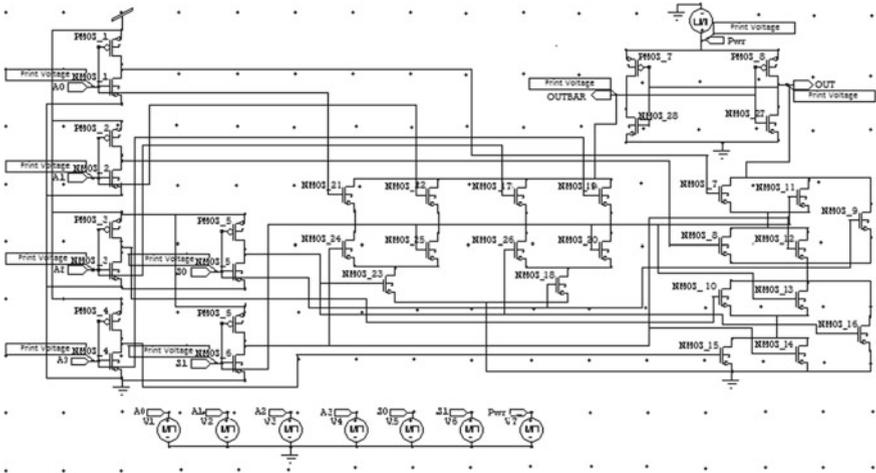 PMOS_1
Print Voltage
Pwr
PMOS_7
PMOS_8
Print Voltage
NMOS_1
A0
Print Voltage
OUTBAR
OUT
Print Voltage
PMOS_2
NMOS_28
NMOS_27
Print Voltage
NMOS_2
A1
NMOS_21
NMOS_22
NMOS_17
NMOS_19
NMOS_7
NMOS_11
NMOS_9
PMOS_3
PMOS_5
NMOS_24
NMOS_25
NMOS_26
NMOS_20
NMOS_8
NMOS_12
Print Voltage
NMOS_3
Print Voltage
NMOS_5
A2
S0
NMOS_23
NMOS_18
NMOS_10
NMOS_13
PMOS_4
PMOS_5
NMOS_16
Print Voltage
NMOS_4
Print Voltage
NMOS_6
A3
S1
NMOS_15
NMOS_14
A0
A1
A2
A3
S0
S1
Pwr
V1
V2
V3
V4
V5
V6
V7